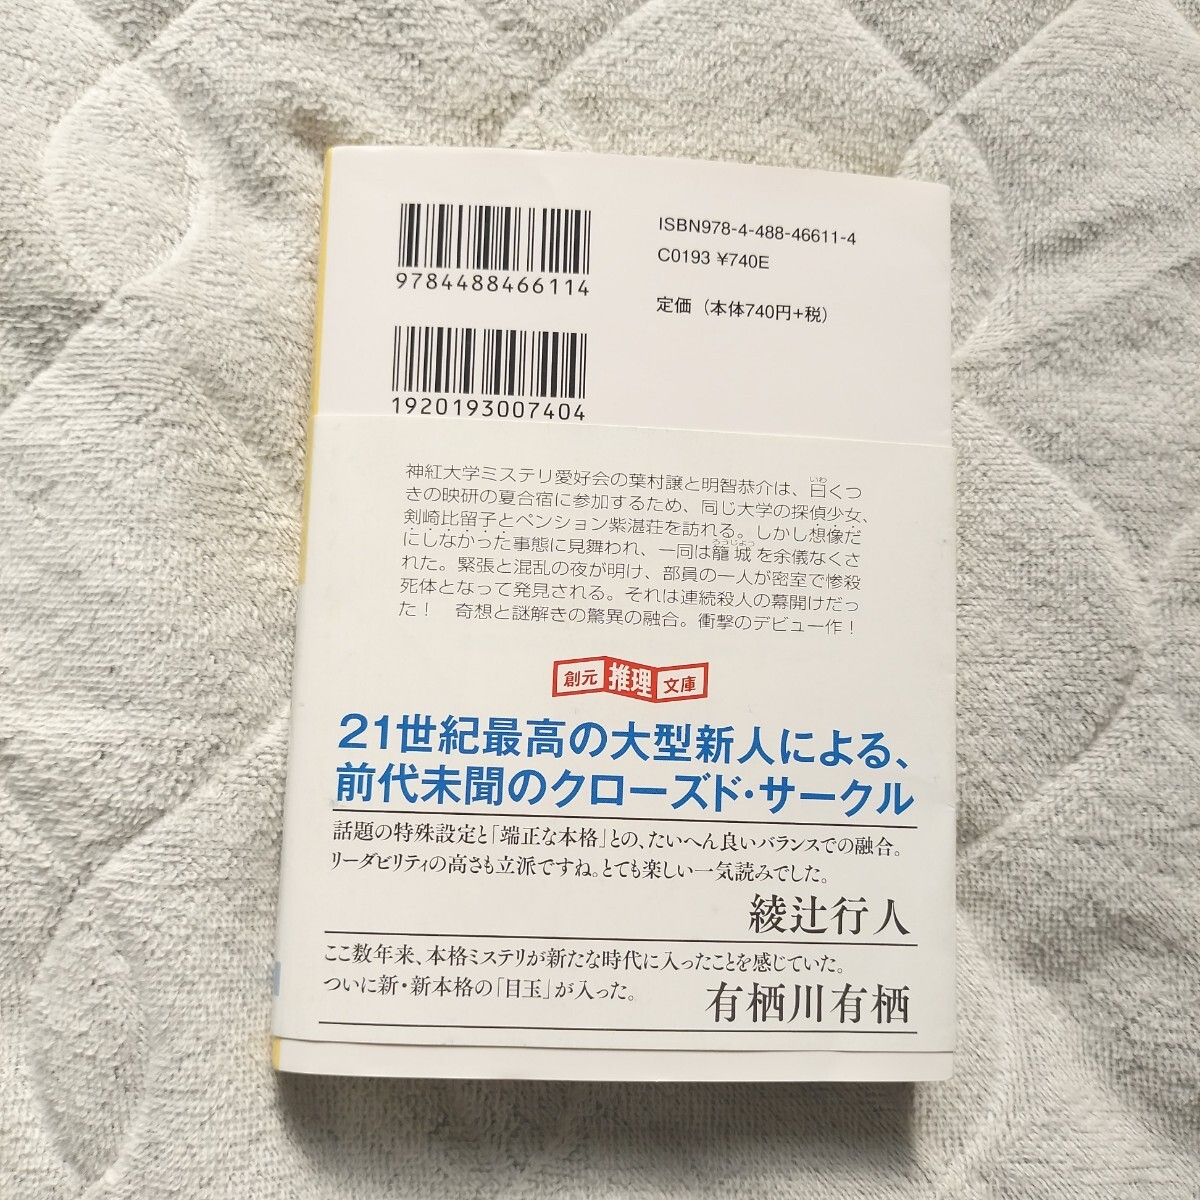 9784488466114
1920193007404
ISBN978-4-488-46611-4
C0193 ¥740E
定価（本体740円+税）
神紅大学ミステリ愛好会の葉村譲と明智恭介は、曰くつ
きの映研の夏合宿に参加するため、同じ大学の探偵少女、
剣崎比留子とペンション紫湛荘を訪れる。しかし想像だ
にしなかった事態に見舞われ、一同は籠城を余儀なくさ
れた。緊張と混乱の夜が明け、部員の一人が密室で惨殺
死体となって発見される。それは連続殺人の幕開けだっ
た！　奇想と謎解きの驚異の融合。衝撃のデビュー作！
創元推理文庫
21世紀最高の大型新人による、
前代未聞のクローズド・サークル
話題の特殊設定と「端正な本格」との、たいへん良いバランスでの融合。
リーダビリティの高さも立派ですね。とても楽しい一気読みでした。
綾辻行人
ここ数年来、本格ミステリが新たな時代に入ったことを感じていた。
ついに新・新本格の「目玉」が入った。
有栖川有栖